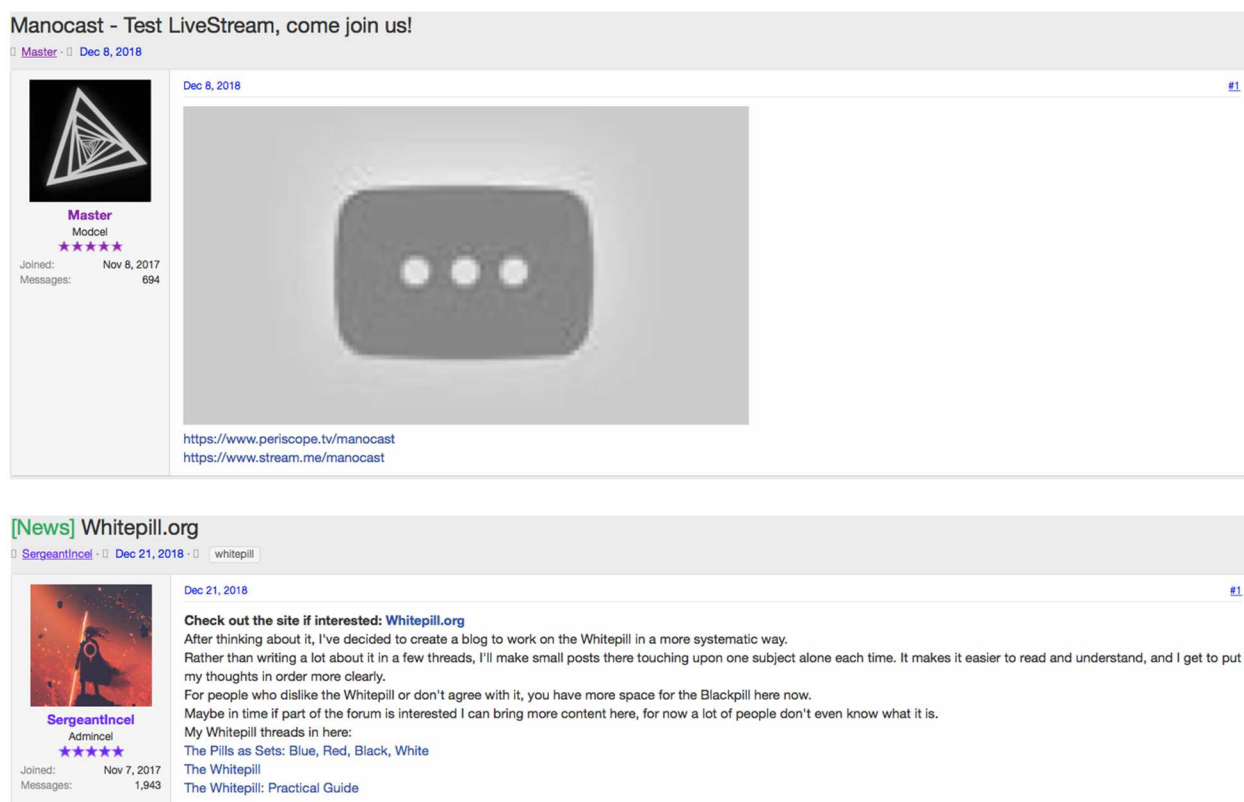 Manocast - Test LiveStream, come join us!
Master · Dec 8, 2018
Dec 8, 2018 #1
Master
Modcel
Joined: Nov 8, 2017
Messages: 694
https://www.periscope.tv/manocast
https://www.stream.me/manocast
[News] Whitepill.org
SergeantIncel · Dec 21, 2018 · whitepill
Dec 21, 2018 #1
Check out the site if interested: Whitepill.org
After thinking about it, I've decided to create a blog to work on the Whitepill in a more systematic way.
Rather than writing a lot about it in a few threads, I'll make small posts there touching upon one subject alone each time. It makes it easier to read and understand, and I get to put
my thoughts in order more clearly.
For people who dislike the Whitepill or don't agree with it, you have more space for the Blackpill here now.
Maybe in time if part of the forum is interested I can bring more content here, for now a lot of people don't even know what it is.
My Whitepill threads in here:
The Pills as Sets: Blue, Red, Black, White
The Whitepill
The Whitepill: Practical Guide
SergeantIncel
Admincel
Joined: Nov 7, 2017
Messages: 1,943